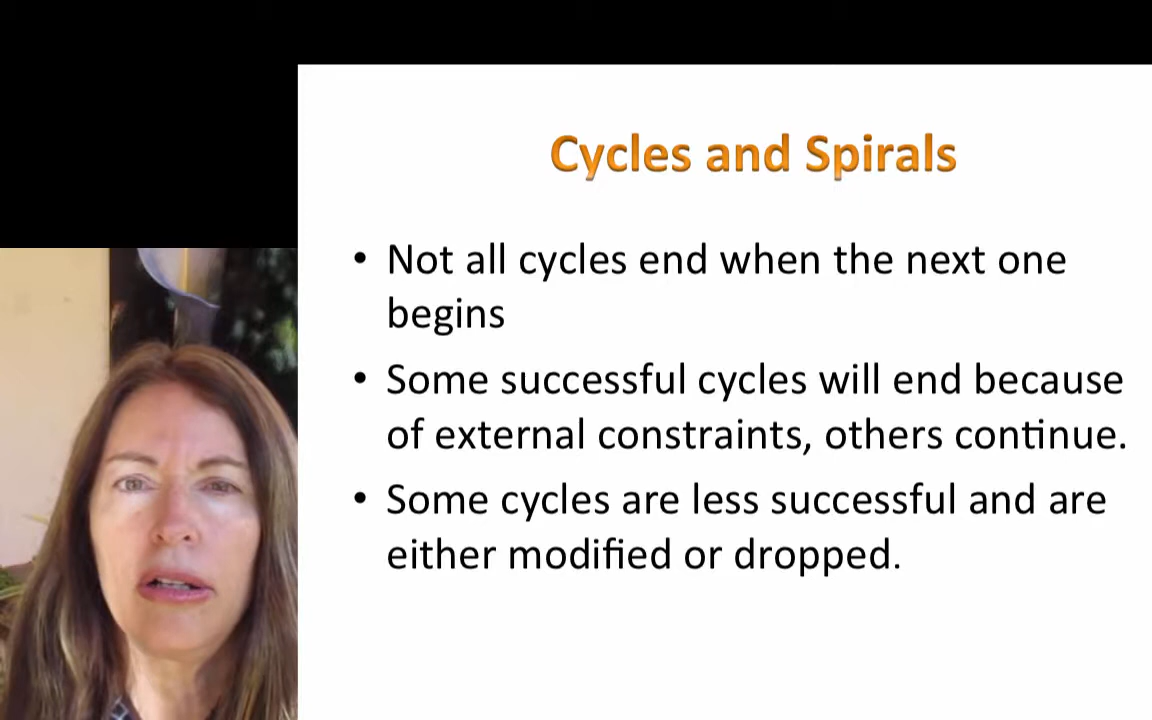 Cycles and Spirals
• Not all cycles end when the next one
begins
• Some successful cycles will end because
of external constraints, others continue.
• Some cycles are less successful and are
either modified or dropped.